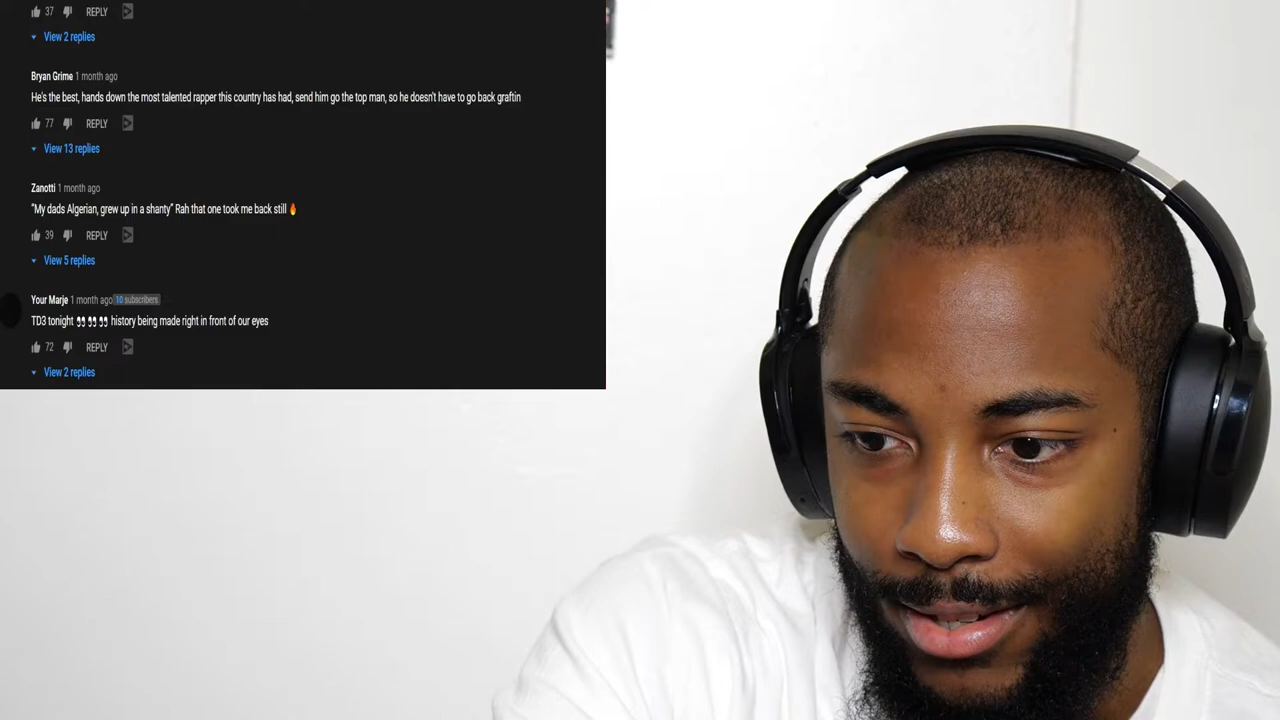 37 REPLY
View 2 replies
Bryan Grime 1 month ago
He's the best, hands down the most talented rapper this country has had, send him go the top man, so he doesn't have to go back graftin
77 REPLY
View 13 replies
Zanotti 1 month ago
"My dads Algerian, grew up in a shanty" Rah that one took me back still 🔥
39 REPLY
View 5 replies
Your Marje 1 month ago 10 subscribers
TD3 tonight 👀👀👀 history being made right in front of our eyes
72 REPLY
View 2 replies